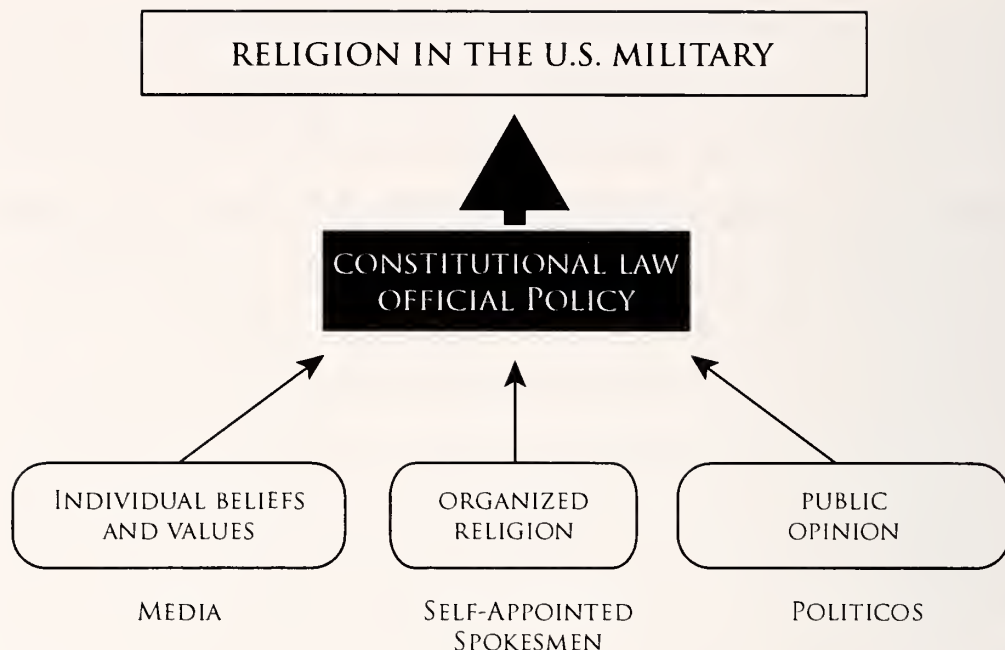 RELIGION IN THE U.S. MILITARY
CONSTITUTIONAL LAW
OFFICIAL POLICY
INDIVIDUAL BELIEFS
AND VALUES
ORGANIZED
RELIGION
PUBLIC
OPINION
MEDIA
SELF-APPOINTED
SPOKESMEN
POLITICOS